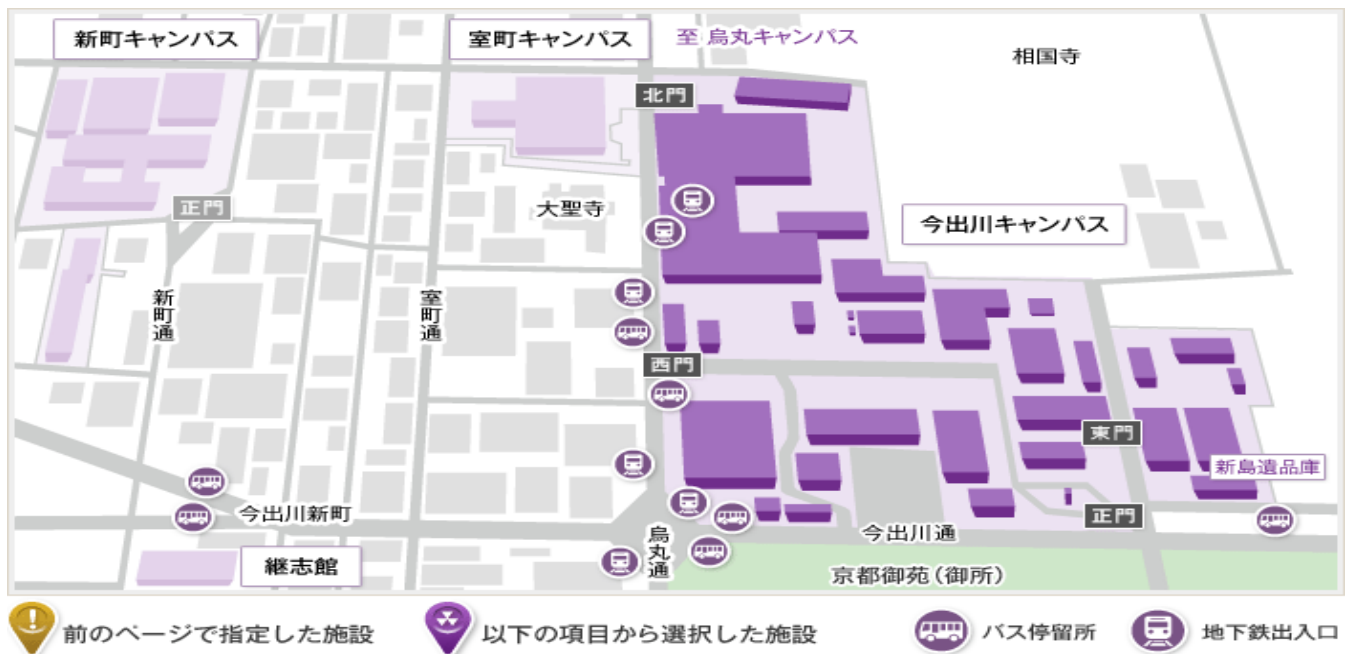 新町キャンパス
室町キャンパス
至 烏丸キャンパス
相国寺
北門
正門
大聖寺
今出川キャンパス
新町通
室町通
西門
東門
新島遺品庫
今出川新町
正門
烏丸通
今出川通
継志館
京都御苑(御所)
前のページで指定した施設
以下の項目から選択した施設
バス停留所
地下鉄出入口